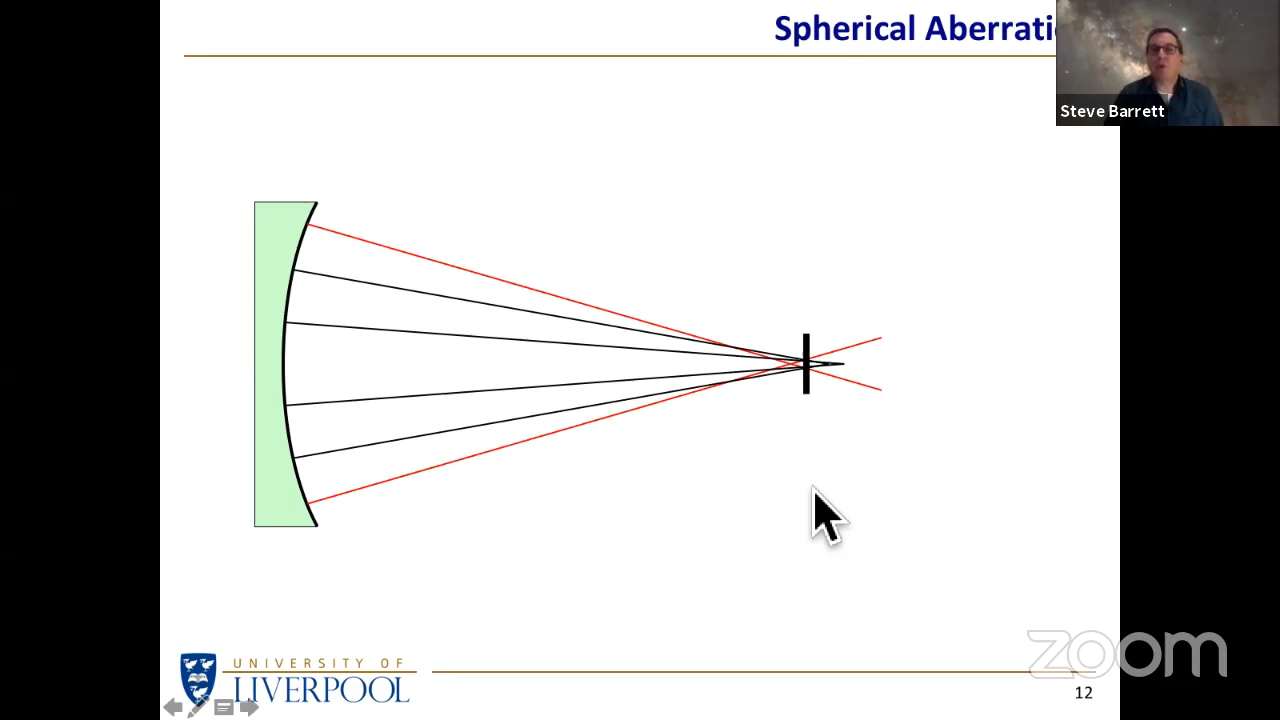 Spherical Aberrati
Steve Barrett
UNIVERSITY OF
LIVERPOOL
zoom
12